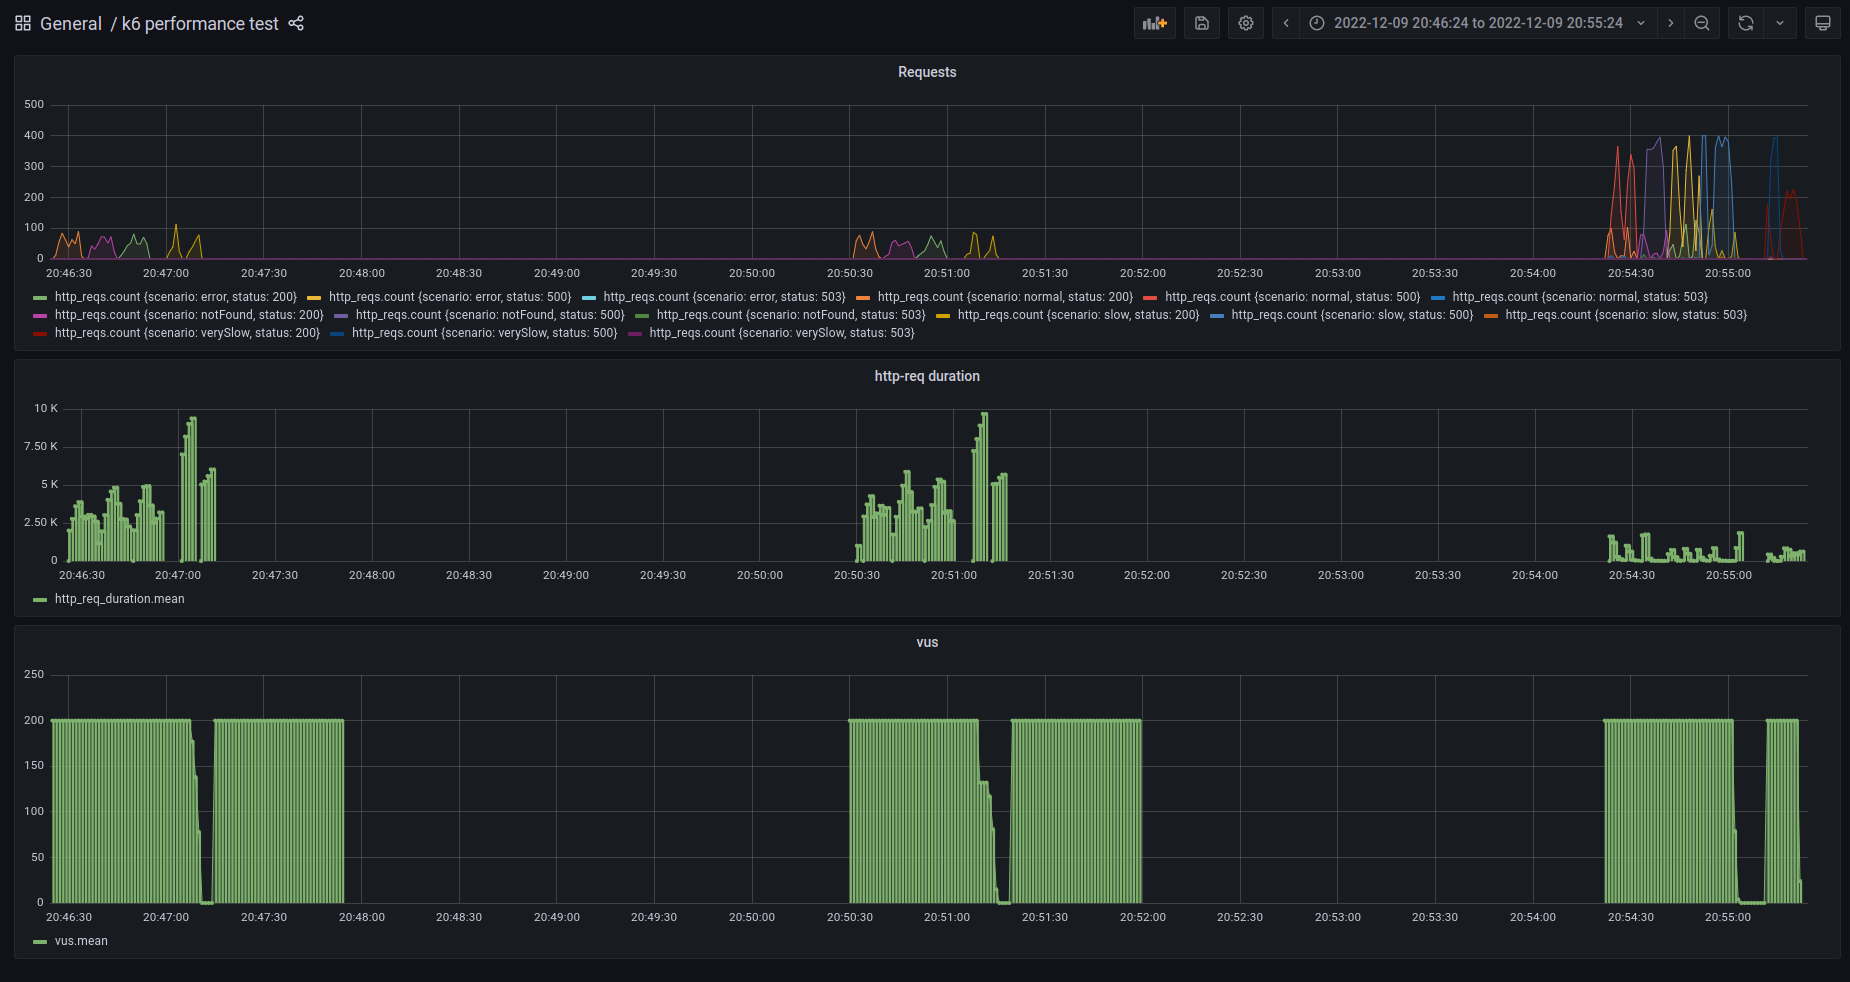 General / k6 performance test
2022-12-09 20:46:24 to 2022-12-09 20:55:24
Requests
500
400
300
200
100
0
20:46:30 20:47:00 20:47:30 20:48:00 20:48:30 20:49:00 20:49:30 20:50:00 20:50:30 20:51:00 20:51:30 20:52:00 20:52:30 20:53:00 20:53:30 20:54:00 20:54:30 20:55:00
http_reqs.count {scenario: error, status: 200} http_reqs.count {scenario: error, status: 500} http_reqs.count {scenario: error, status: 503} http_reqs.count {scenario: normal, status: 200} http_reqs.count {scenario: normal, status: 500} http_reqs.count {scenario: normal, status: 503}
http_reqs.count {scenario: notFound, status: 200} http_reqs.count {scenario: notFound, status: 500} http_reqs.count {scenario: notFound, status: 503} http_reqs.count {scenario: slow, status: 200} http_reqs.count {scenario: slow, status: 500} http_reqs.count {scenario: slow, status: 503}
http_reqs.count {scenario: verySlow, status: 200} http_reqs.count {scenario: verySlow, status: 500} http_reqs.count {scenario: verySlow, status: 503}
http-req duration
10 K
7.50 K
5 K
2.50 K
0
20:46:30 20:47:00 20:47:30 20:48:00 20:48:30 20:49:00 20:49:30 20:50:00 20:50:30 20:51:00 20:51:30 20:52:00 20:52:30 20:53:00 20:53:30 20:54:00 20:54:30 20:55:00
http_req_duration.mean
vus
250
200
150
100
50
0
20:46:30 20:47:00 20:47:30 20:48:00 20:48:30 20:49:00 20:49:30 20:50:00 20:50:30 20:51:00 20:51:30 20:52:00 20:52:30 20:53:00 20:53:30 20:54:00 20:54:30 20:55:00
vus.mean